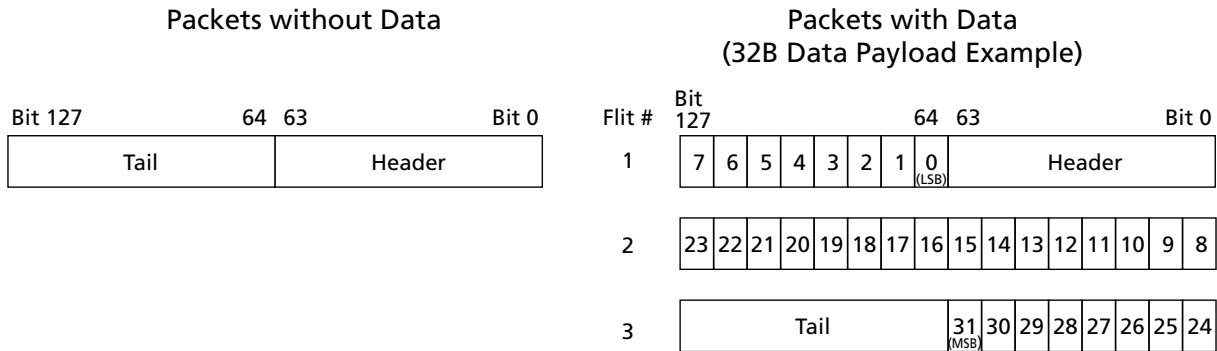 Packets without Data
Bit 127 64 63 Bit 0
Tail Header
Packets with Data
(32B Data Payload Example)
Flit # Bit 127 64 63 Bit 0
1 7 6 5 4 3 2 1 0 (LSB) Header
2 23 22 21 20 19 18 17 16 15 14 13 12 11 10 9 8
3 Tail 31 (MSB) 30 29 28 27 26 25 24